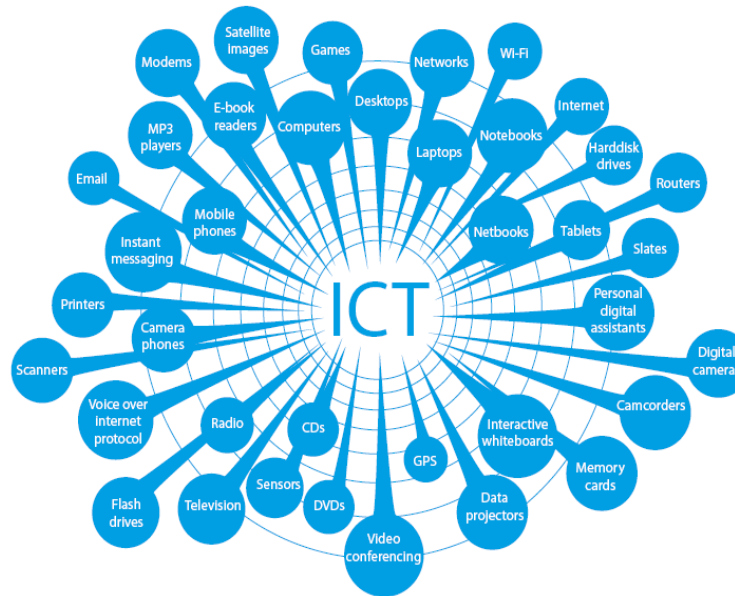 Satellite
images
Games
Networks
Wi-Fi
Modems
E-book
readers
Computers
Desktops
Laptops
Notebooks
Internet
MP3
players
Harddisk
drives
Email
Mobile
phones
Netbooks
Tablets
Routers
Instant
messaging
Slates
Printers
ICT
Personal
digital
assistants
Camera
phones
Scanners
Digital
camera
Voice over
internet
protocol
Radio
CDs
Interactive
whiteboards
Camcorders
GPS
Memory
cards
Flash
drives
Television
Sensors
DVDs
Data
projectors
Video
conferencing